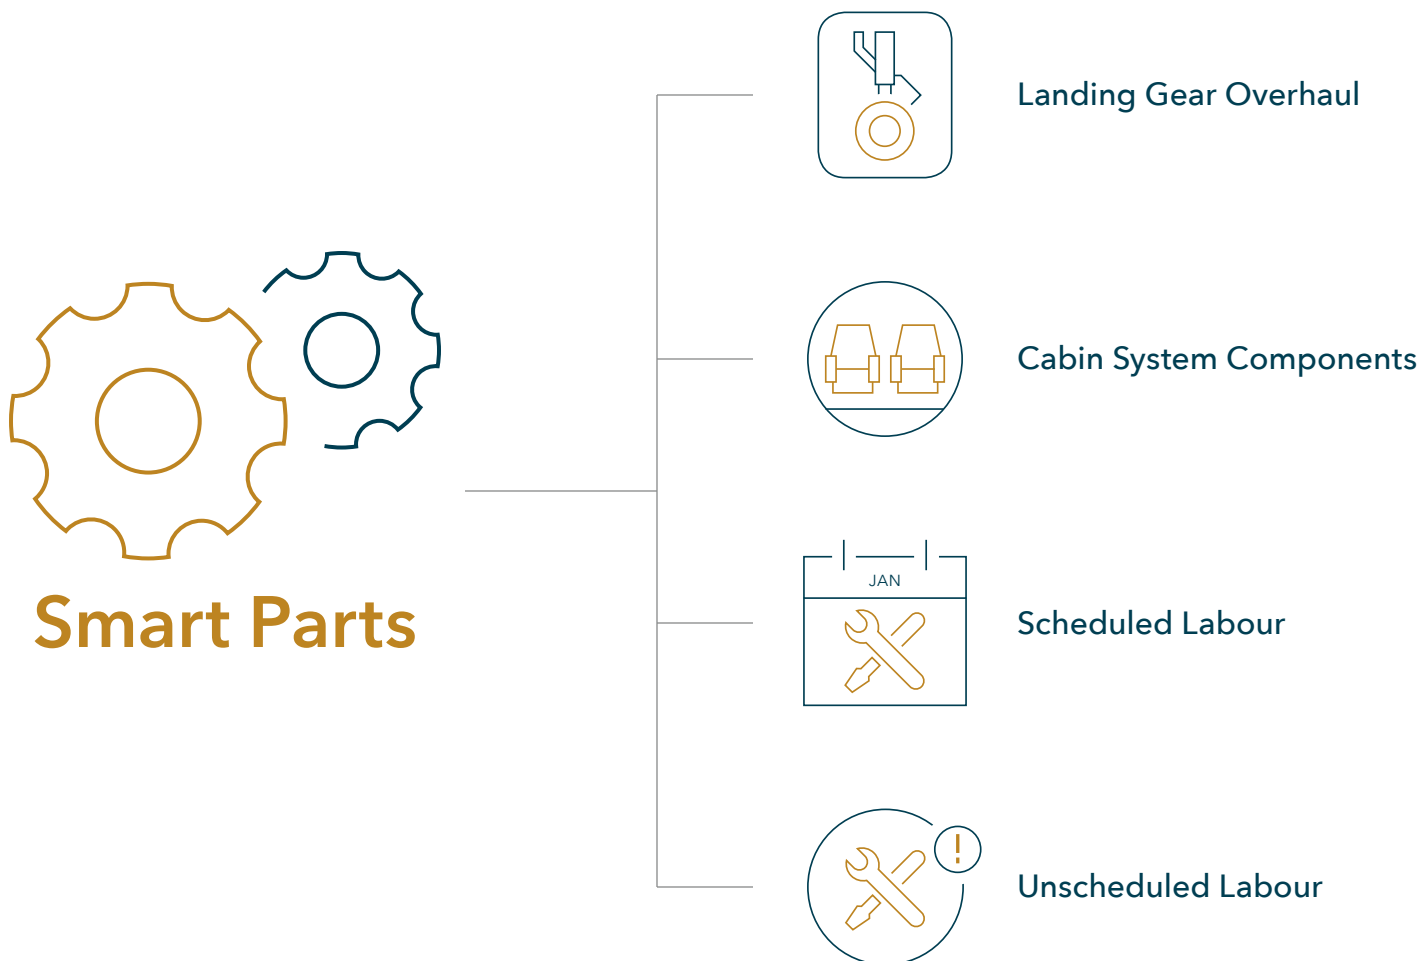 Landing Gear Overhaul
Cabin System Components
Smart Parts
JAN
Scheduled Labour
!
Unscheduled Labour